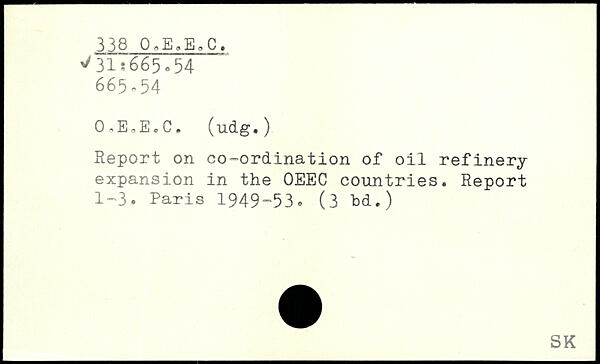 338 O.E.E.C.
✓31:665.54
665.54
O.E.E.C. (udg.)
Report on co-ordination of oil refinery
expansion in the OEEC countries. Report
1-3. Paris 1949-53. (3 bd.)
SK